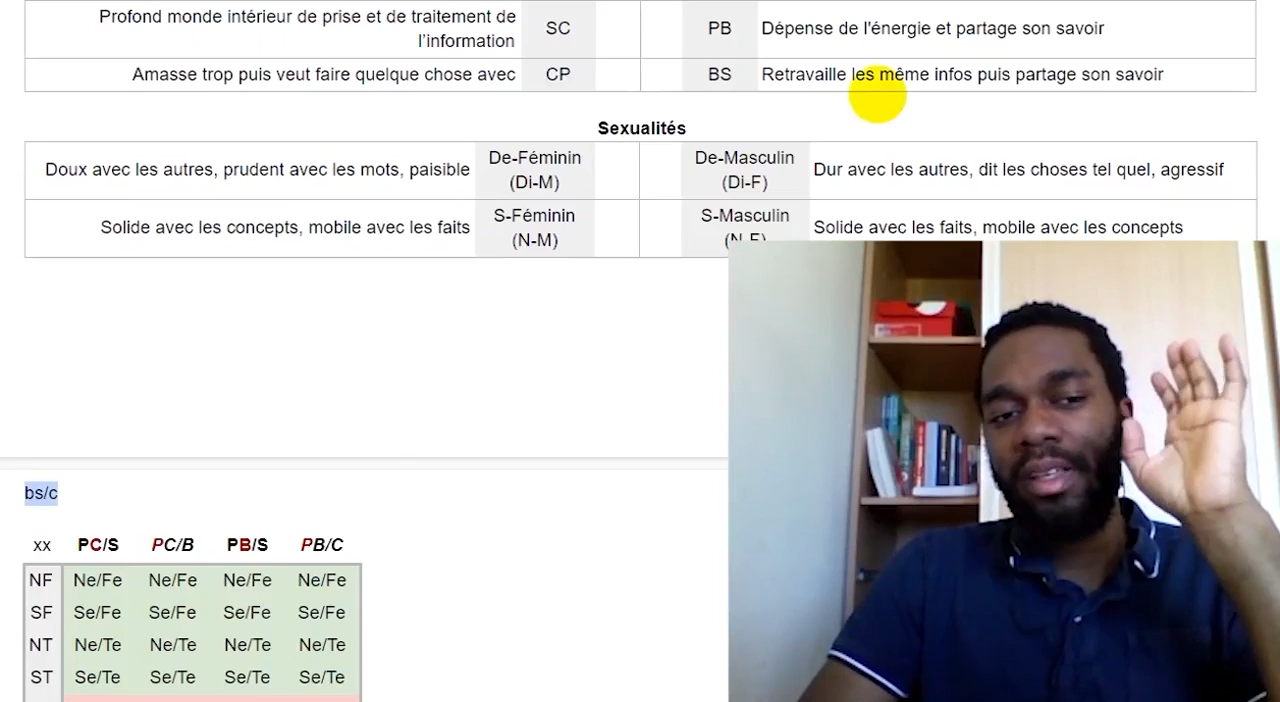 Profond monde intérieur de prise et de traitement de
l'information
SC
PB
Dépense de l'énergie et partage son savoir
Amasse trop puis veut faire quelque chose avec
CP
BS
Retravaille les même infos puis partage son savoir
Sexualités
Doux avec les autres, prudent avec les mots, paisible
De-Féminin
(Di-M)
De-Masculin
(Di-F)
Dur avec les autres, dit les choses tel quel, agressif
Solide avec les concepts, mobile avec les faits
S-Féminin
(N-M)
S-Masculin
(N-F)
Solide avec les faits, mobile avec les concepts
bs/c
xx PC/S PC/B PB/S PB/C
NF Ne/Fe Ne/Fe Ne/Fe Ne/Fe
SF Se/Fe Se/Fe Se/Fe Se/Fe
NT Ne/Te Ne/Te Ne/Te Ne/Te
ST Se/Te Se/Te Se/Te Se/Te